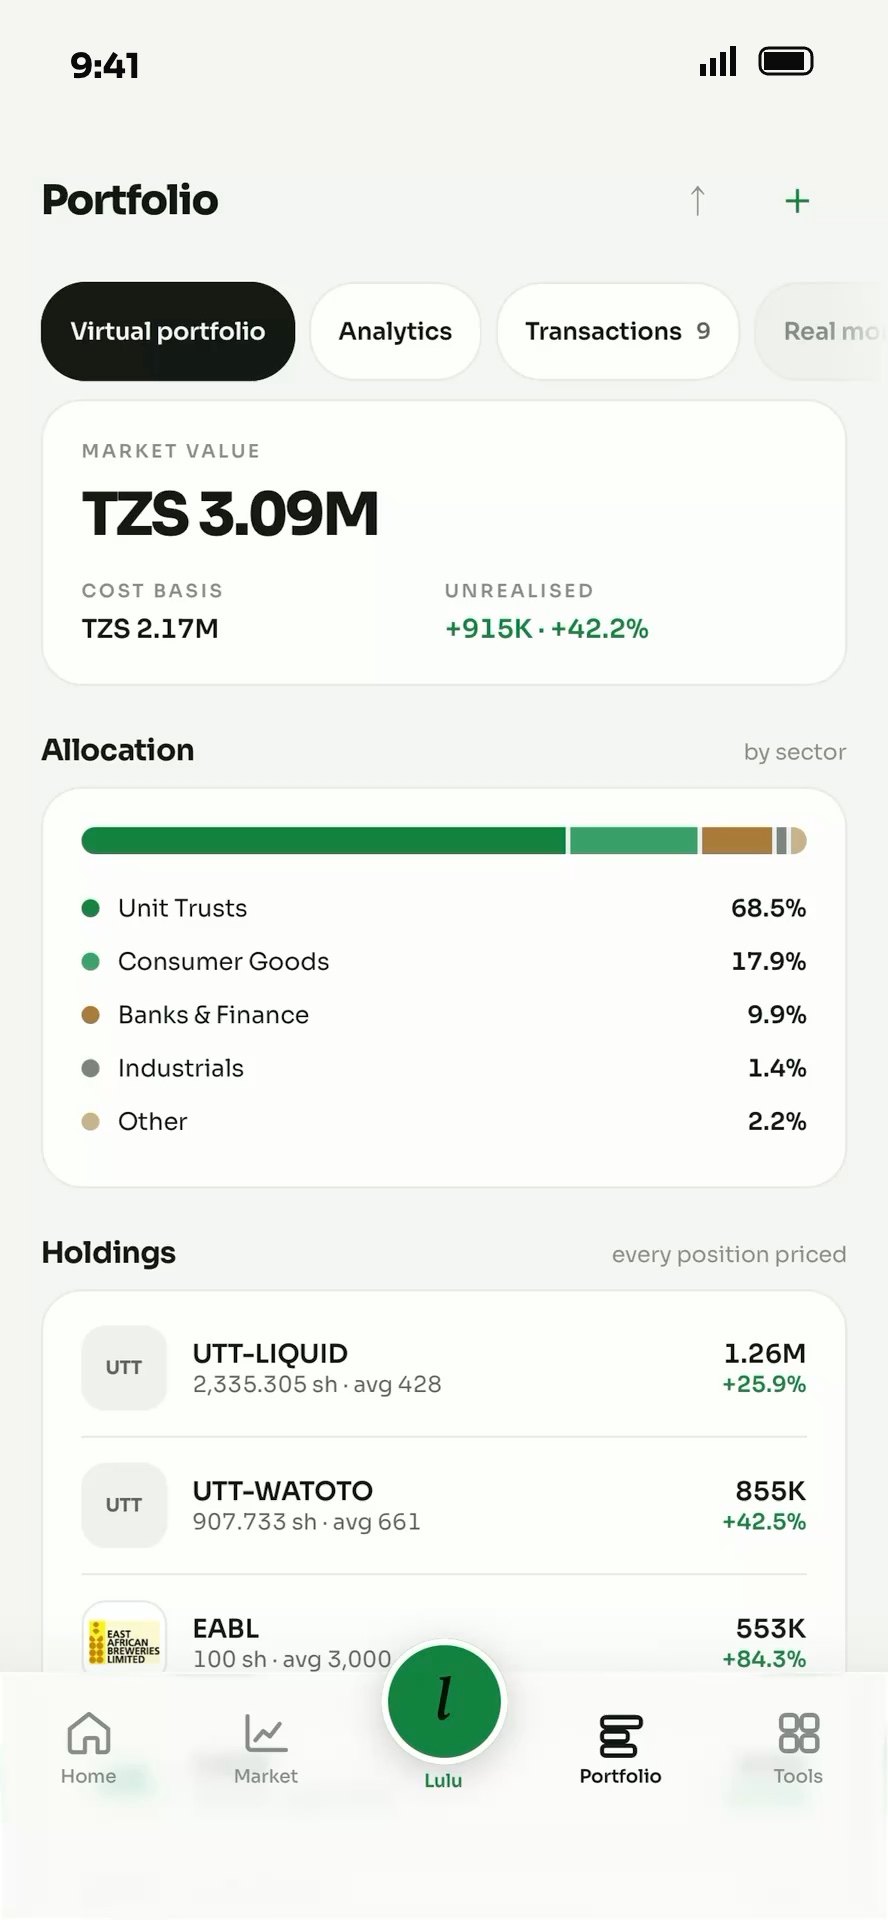 9:41
Portfolio ↑ +
Virtual portfolio Analytics Transactions 9 Real mo
MARKET VALUE
TZS 3.09M
COST BASIS UNREALISED
TZS 2.17M +915K · +42.2%
Allocation by sector
Unit Trusts 68.5%
Consumer Goods 17.9%
Banks & Finance 9.9%
Industrials 1.4%
Other 2.2%
Holdings every position priced
UTT UTT-LIQUID 1.26M
2,335.305 sh · avg 428 +25.9%
UTT UTT-WATOTO 855K
907.733 sh · avg 661 +42.5%
EAST
AFRICAN
BREWERIES
LIMITED
EABL 553K
100 sh · avg 3,000 +84.3%
l
Home Market Lulu Portfolio Tools